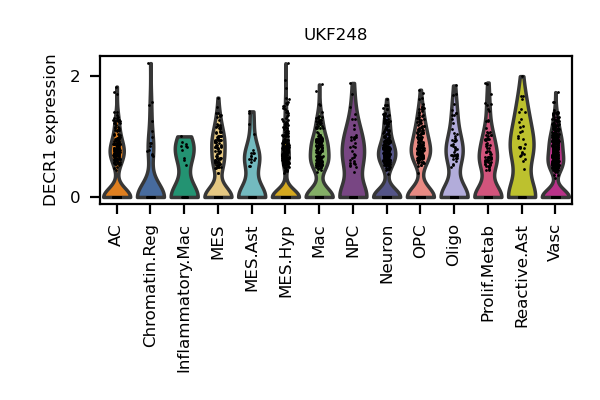 UKF248
DECR1 expression
2
0
AC
Chromatin.Reg
Inflammatory.Mac
MES
MES.Ast
MES.Hyp
Mac
NPC
Neuron
OPC
Oligo
Prolif.Metab
Reactive.Ast
Vasc